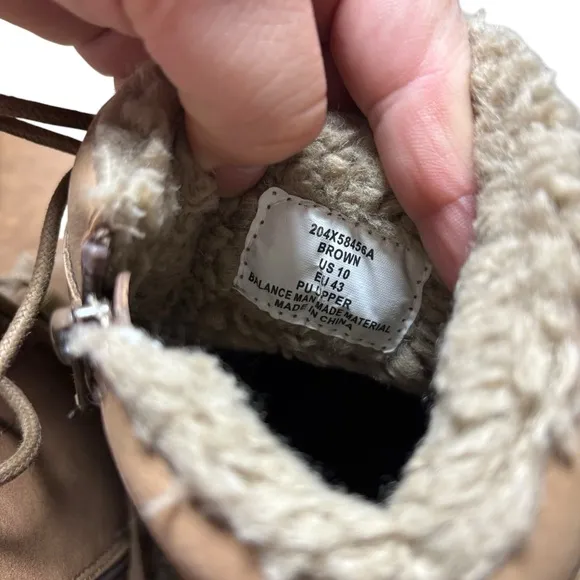 204X58456A
BROWN
US 10
EU 43
PU UPPER
BALANCE MAN MADE MATERIAL
MADE IN CHINA